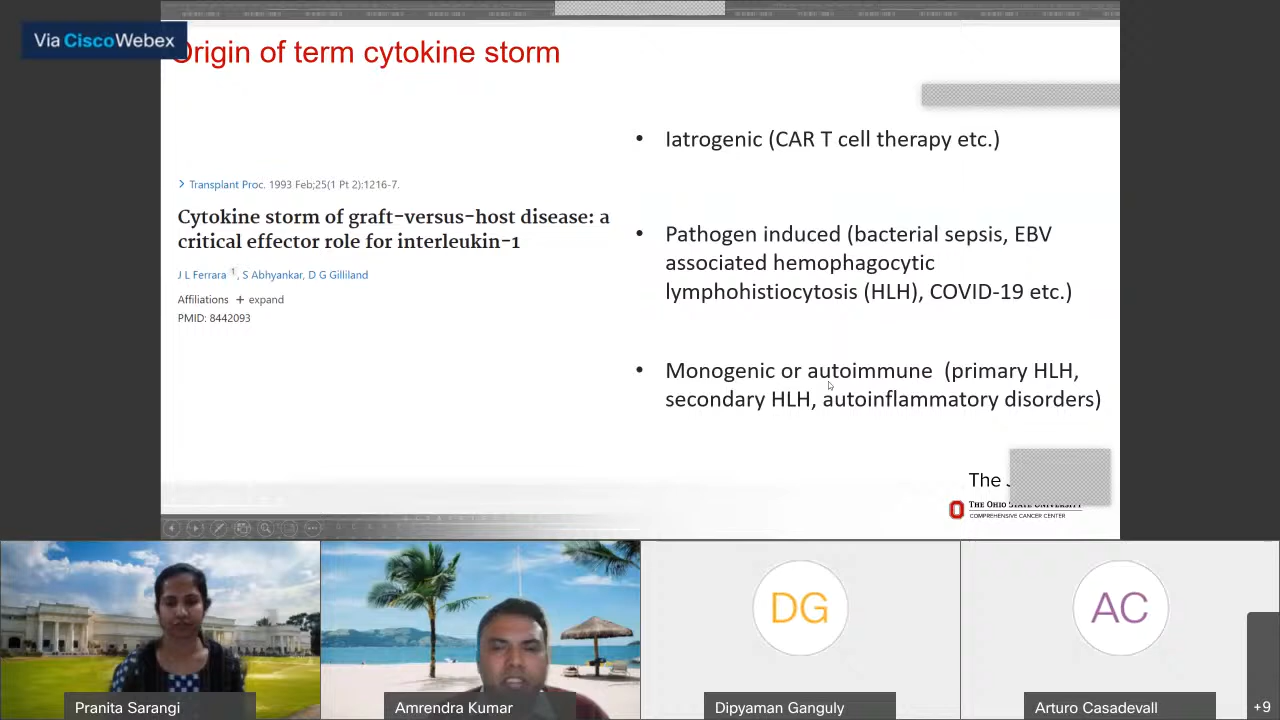 Via Cisco Webex
Origin of term cytokine storm
Transplant Proc. 1993 Feb;25(1 Pt 2):1216-7.
Cytokine storm of graft-versus-host disease: a
critical effector role for interleukin-1
J L Ferrara 1, S Abhyankar, D G Gilliland
Affiliations + expand
PMID: 8442093
• Iatrogenic (CAR T cell therapy etc.)
• Pathogen induced (bacterial sepsis, EBV
associated hemophagocytic
lymphohistiocytosis (HLH), COVID-19 etc.)
• Monogenic or autoimmune (primary HLH,
secondary HLH, autoinflammatory disorders)
The
THE OHIO STATE UNIVERSITY
COMPREHENSIVE CANCER CENTER
DG
AC
Pranita Sarangi
Amrendra Kumar
Dipyaman Ganguly
Arturo Casadevall
+9